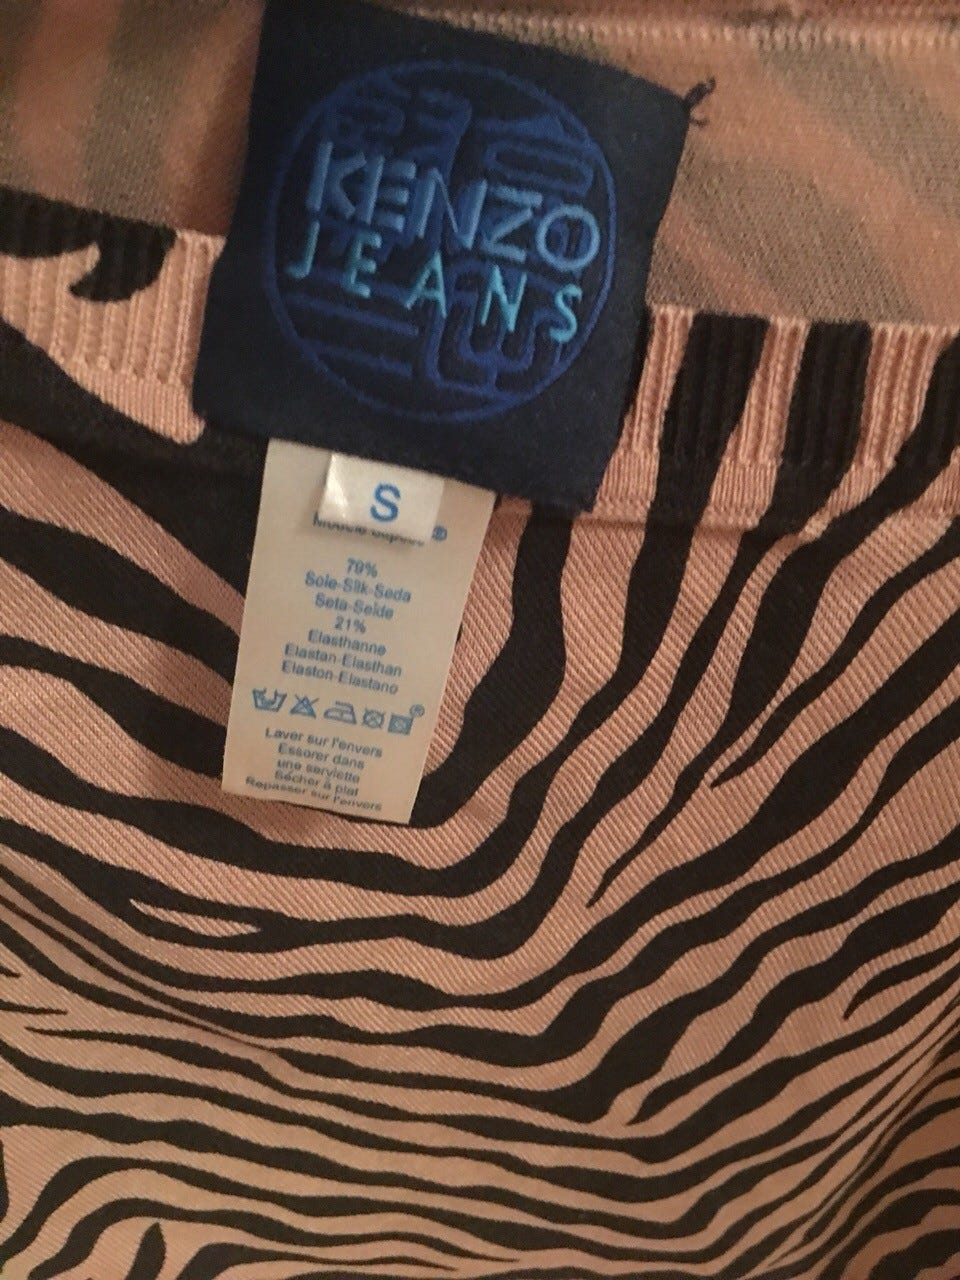 KENZO
JEANS
S
79%
Soie-Silk-Seda
Seta-Seide
21%
Elasthanne
Elastan-Elasthan
Elaston-Elastano
Laver sur l'envers
Essorer dans
une serviette
Sécher à plat
Repasser sur l'envers